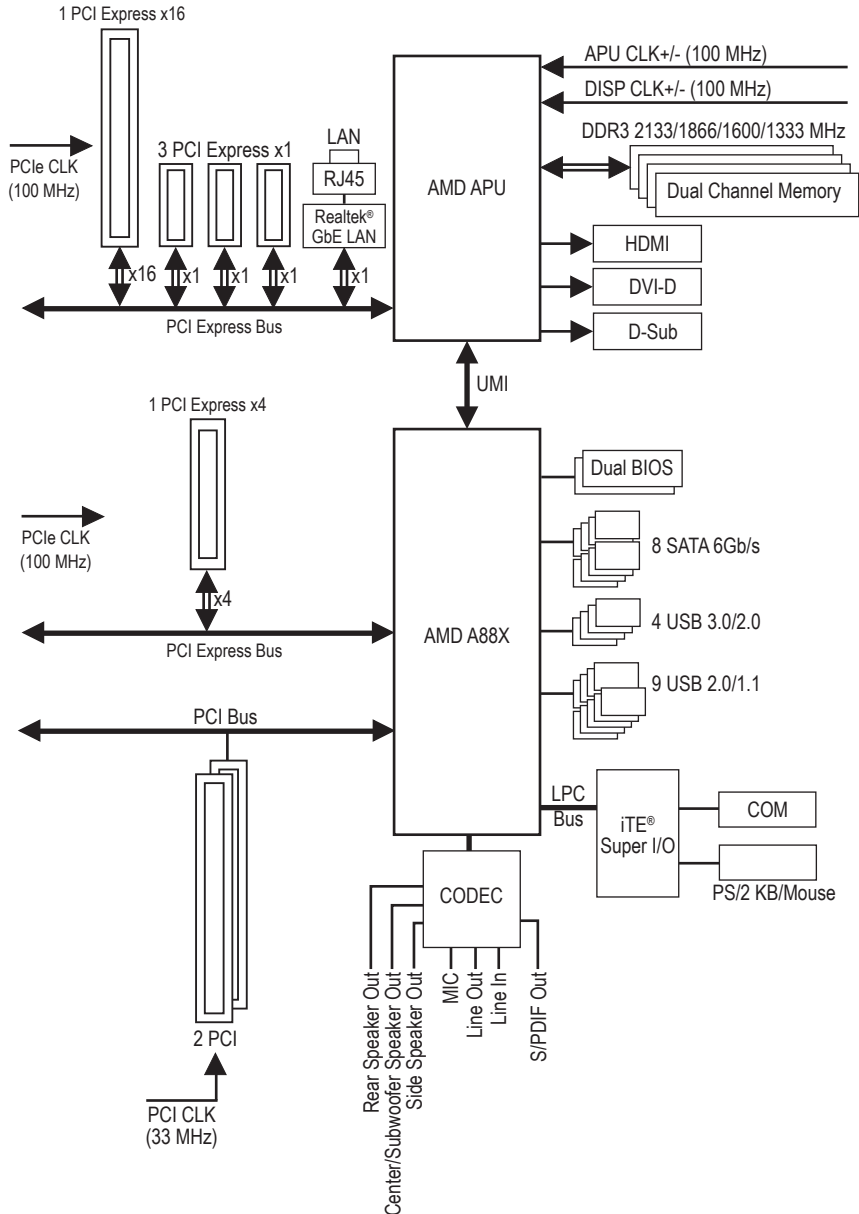 1 PCI Express x16
APU CLK+/- (100 MHz)
DISP CLK+/- (100 MHz)
DDR3 2133/1866/1600/1333 MHz
Dual Channel Memory
PCIe CLK
(100 MHz)
3 PCI Express x1
LAN
RJ45
Realtek®
GbE LAN
AMD APU
HDMI
DVI-D
D-Sub
x16
x1
x1
x1
x1
PCI Express Bus
UMI
1 PCI Express x4
PCIe CLK
(100 MHz)
x4
PCI Express Bus
AMD A88X
Dual BIOS
8 SATA 6Gb/s
4 USB 3.0/2.0
9 USB 2.0/1.1
PCI Bus
LPC
Bus
iTE®
Super I/O
COM
PS/2 KB/Mouse
CODEC
Rear Speaker Out
Center/Subwoofer Speaker Out
Side Speaker Out
MIC
Line Out
Line In
S/PDIF Out
2 PCI
PCI CLK
(33 MHz)